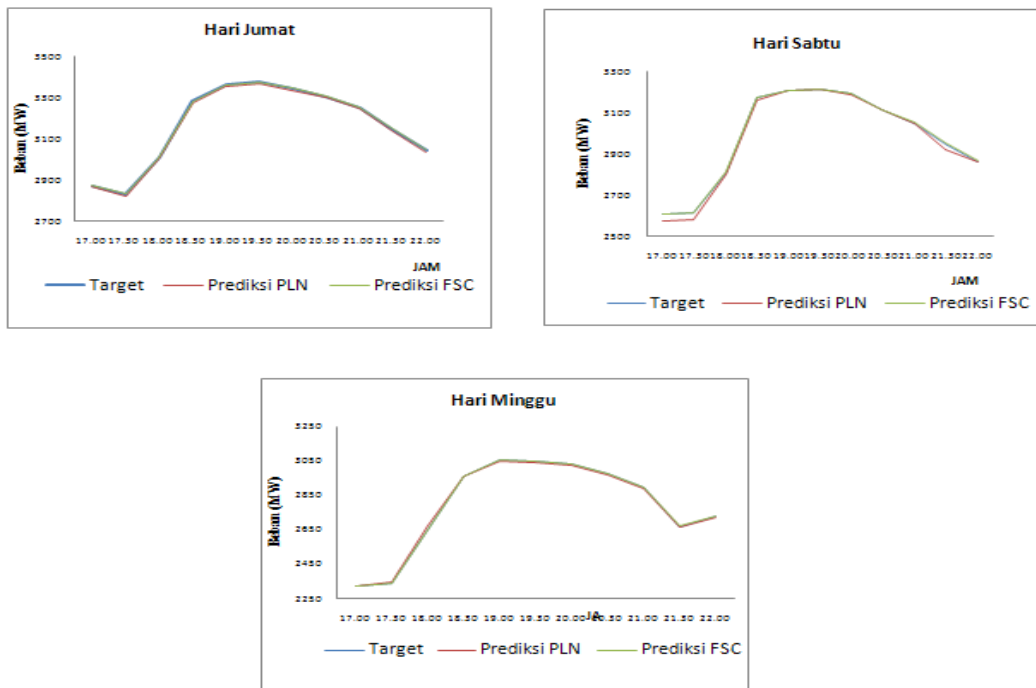 Hari Jumat
Beban (MW)
3500
3300
3100
2900
2700
17.00 17.30 18.00 18.30 19.00 19.30 20.00 20.30 21.00 21.30 22.00
JAM
Target Prediksi PLN Prediksi FSC
Hari Sabtu
Beban (MW)
3300
3100
2900
2700
2500
17.00 17.30 18.00 18.30 19.00 19.30 20.00 20.30 21.00 21.30 22.00
JAM
Target Prediksi PLN Prediksi FSC
Hari Minggu
Beban (MW)
3250
3050
2850
2650
2450
2250
17.00 17.30 18.00 18.30 19.00 19.30 20.00 20.30 21.00 21.30 22.00
JA
Target Prediksi PLN Prediksi FSC